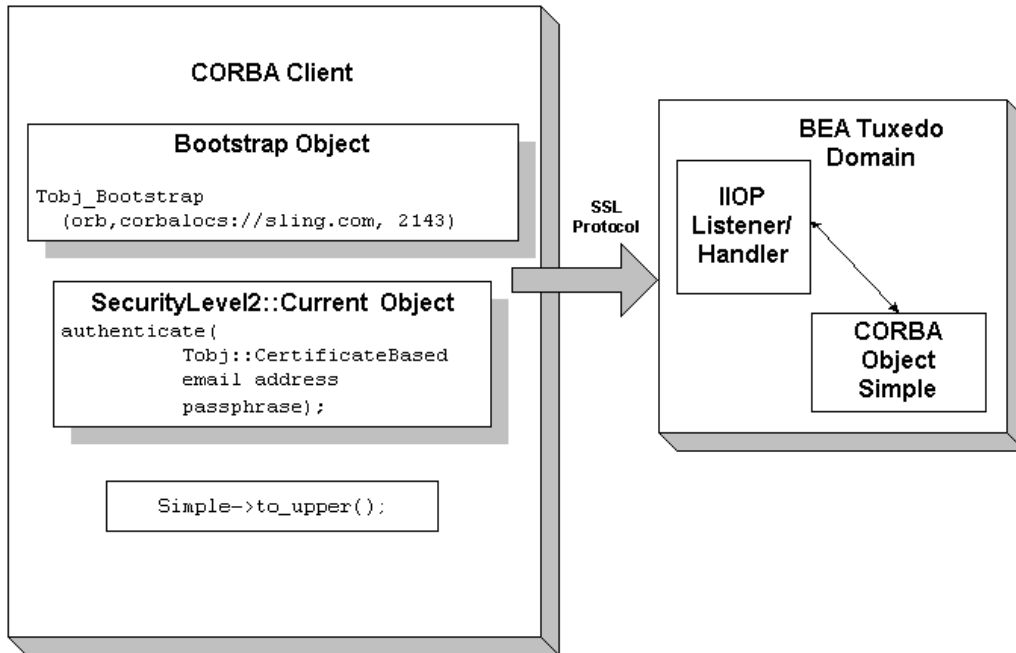 CORBA Client
Bootstrap Object
Tobj_Bootstrap
(orb,corbalocs://sling.com, 2143)
SecurityLevel2::Current Object
authenticate(
Tobj::CertificateBased
email address
passphrase);
Simple->to_upper();
SSL
Protocol
BEA Tuxedo
Domain
IIOP
Listener/
Handler
CORBA
Object
Simple